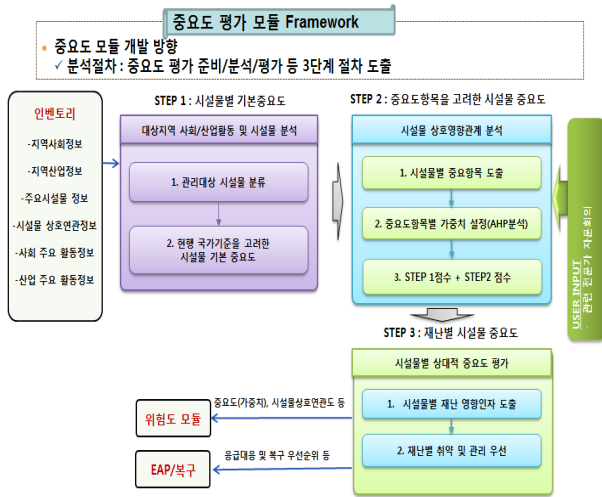 중요도 평가 모듈 Framework
• 중요도 모듈 개발 방향
✓ 분석절차 : 중요도 평가 준비/분석/평가 등 3단계 절차 도출
인벤토리
-지역사회정보
-지역산업정보
-주요시설물 정보
-시설물 상호연관정보
-사회 주요 활동정보
-산업 주요 활동정보
STEP 1 : 시설물별 기본중요도
대상지역 사회/산업활동 및 시설물 분석
1. 관리대상 시설물 분류
2. 현행 국가기준을 고려한
시설물 기본 중요도
STEP 2 : 중요도항목을 고려한 시설물 중요도
시설물 상호영향관계 분석
1. 시설물별 중요항목 도출
2. 중요도항목별 가중치 설정(AHP분석)
3. STEP 1점수 + STEP2 점수
USER INPUT
- 관련 전문가 자문회의
STEP 3 : 재난별 시설물 중요도
시설물별 상대적 중요도 평가
1. 시설물별 재난 영향인자 도출
2. 재난별 취약 및 관리 우선
중요도(가중치), 시설물상호연관도 등
위험도 모듈
응급대응 및 복구 우선순위 등
EAP/복구